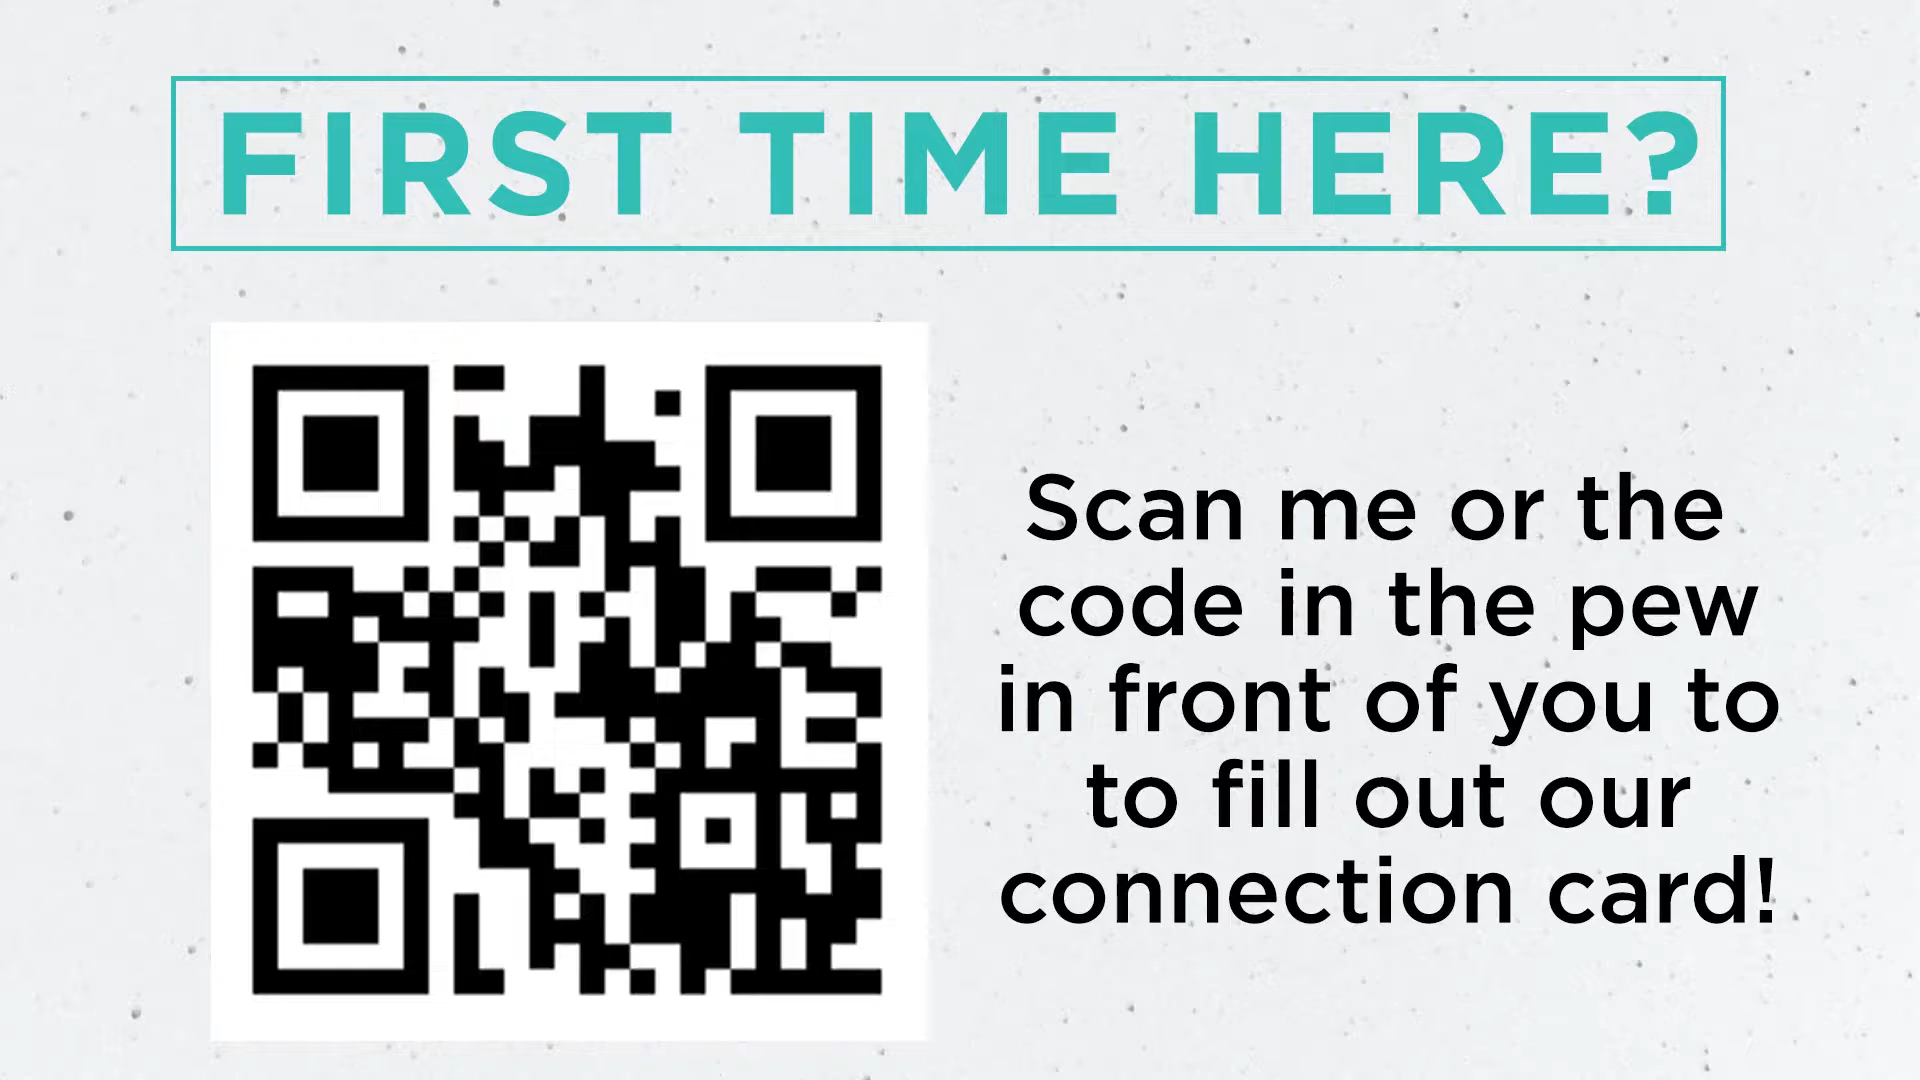 FIRST TIME HERE?
Scan me or the
code in the pew
in front of you to
to fill out our
connection card!